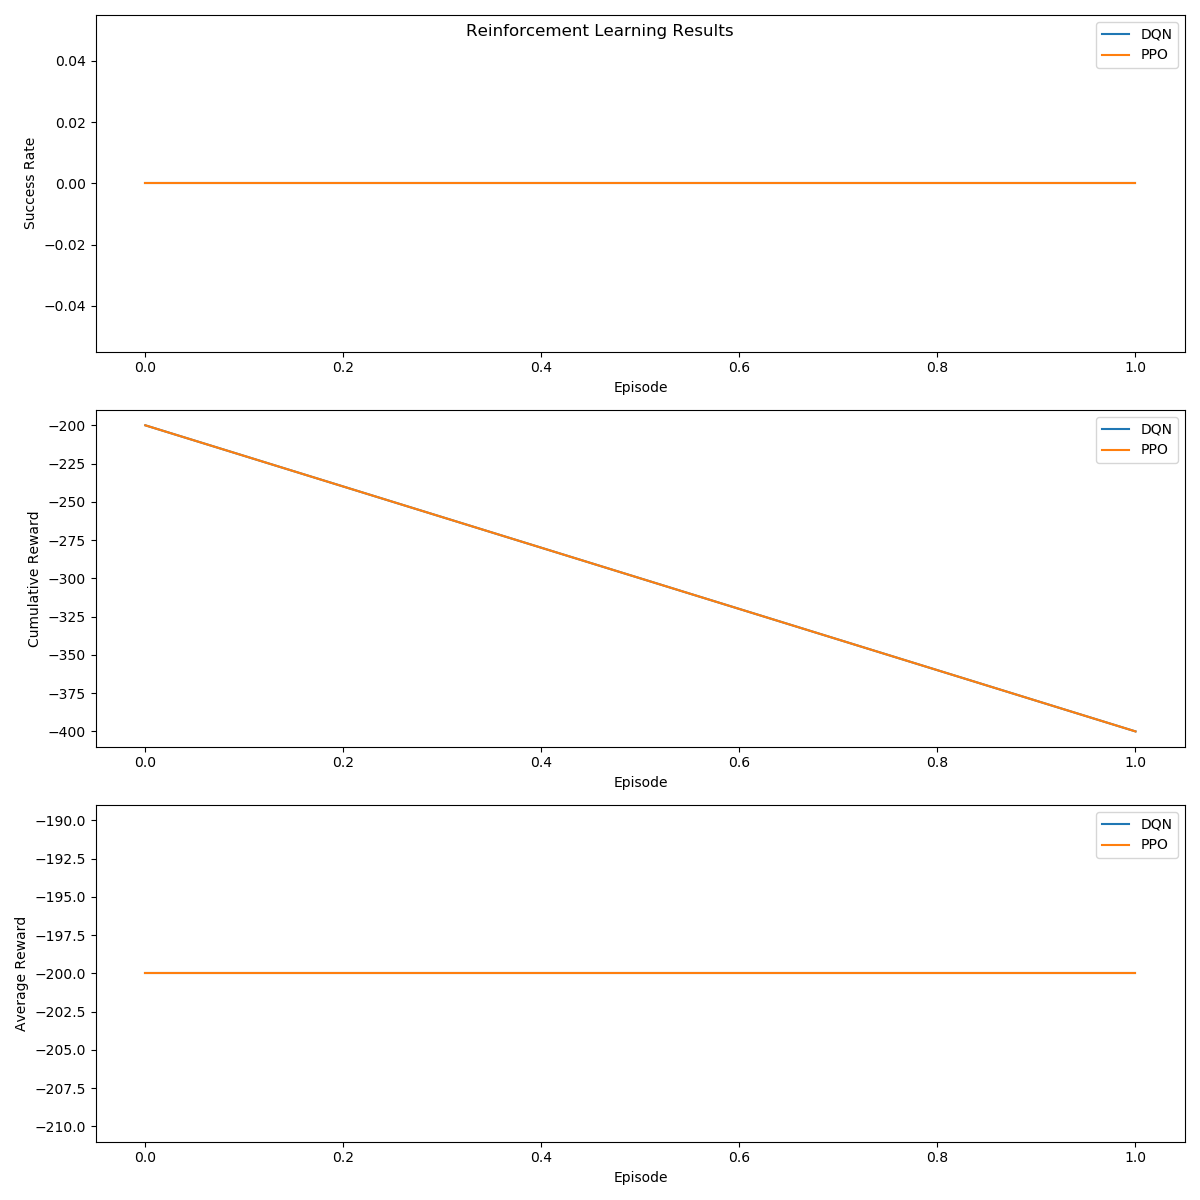 Reinforcement Learning Results
DQN
PPO
0.04
0.02
0.00
−0.02
−0.04
Success Rate
0.0 0.2 0.4 0.6 0.8 1.0
Episode
DQN
PPO
−200
−225
−250
−275
−300
−325
−350
−375
−400
Cumulative Reward
0.0 0.2 0.4 0.6 0.8 1.0
Episode
DQN
PPO
−190.0
−192.5
−195.0
−197.5
−200.0
−202.5
−205.0
−207.5
−210.0
Average Reward
0.0 0.2 0.4 0.6 0.8 1.0
Episode